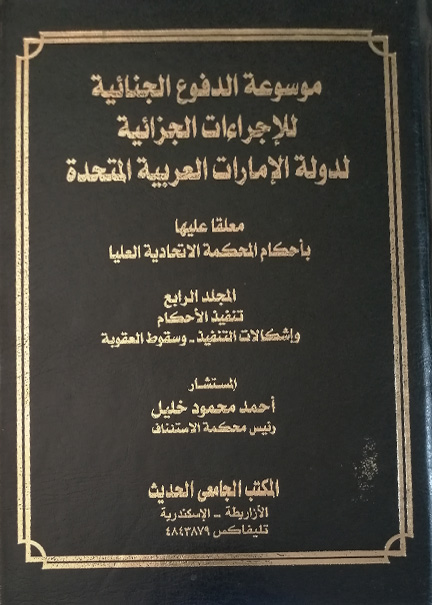 موسوعة الدفوع الجنائية
للإجراءات الجزائية
لدولة الإمارات العربية المتحدة
معلقا عليها
بأحكام المحكمة الاتحادية العليا
المجلد الرابع
تنفيذ الأحكام
وإشكالات التنفيذ - وسقوط العقوبة
المستشار
أحمد محمود خليل
رئيس محكمة الاستئناف
المكتب الجامعى الحديث
الأزاريطة - الإسكندرية
تليفاكس ٤٨٤٣٨٧٩